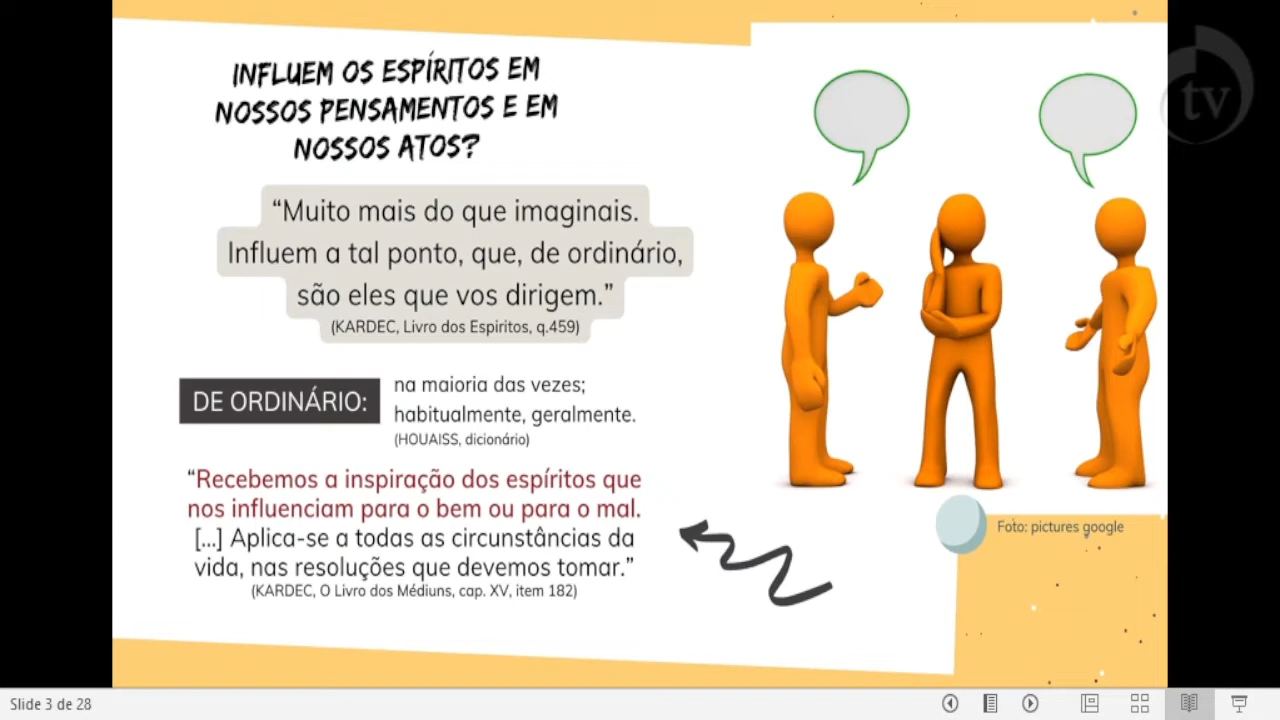 INFLUEM OS ESPÍRITOS EM
NOSSOS PENSAMENTOS E EM
NOSSOS ATOS?
“Muito mais do que imaginais.
Influem a tal ponto, que, de ordinário,
são eles que vos dirigem.”
(KARDEC, Livro dos Espiritos, q.459)
DE ORDINÁRIO:
na maioria das vezes;
habitualmente, geralmente.
(HOUAISS, dicionário)
“Recebemos a inspiração dos espíritos que
nos influenciam para o bem ou para o mal.
[...] Aplica-se a todas as circunstâncias da
vida, nas resoluções que devemos tomar.”
(KARDEC, O Livro dos Médiuns, cap. XV, item 182)
tv
Foto: pictures google
Slide 3 de 28